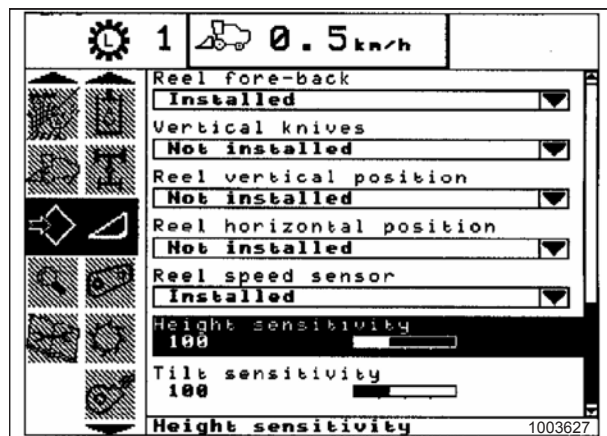 L 1 0.5km/h
Reel fore-back
Installed
Vertical knives
Not installed
Reel vertical position
Not installed
Reel horizontal position
Not installed
Reel speed sensor
Installed
Height sensitivity
100
Tilt sensitivity
100
Height sensitivity
1003627